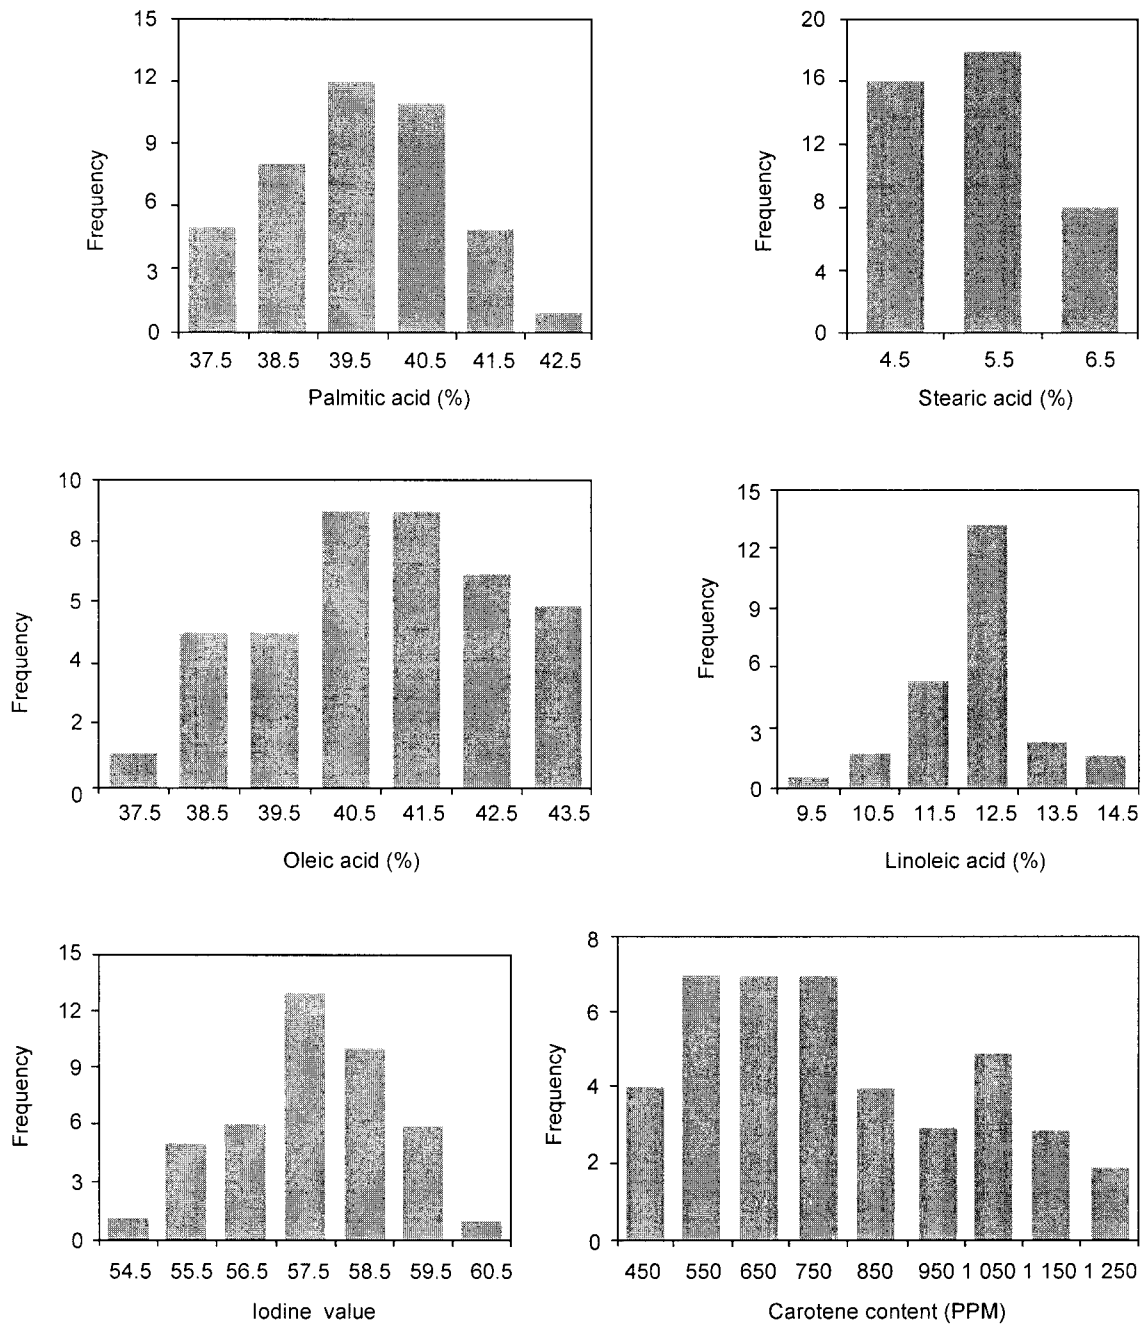 15
12
9
6
3
0
Frequency
37.5 38.5 39.5 40.5 41.5 42.5
Palmitic acid (%)
20
16
12
8
4
0
Frequency
4.5 5.5 6.5
Stearic acid (%)
10
8
5
4
2
0
Frequency
37.5 38.5 39.5 40.5 41.5 42.5 43.5
Oleic acid (%)
15
12
9
6
3
0
Frequency
9.5 10.5 11.5 12.5 13.5 14.5
Linoleic acid (%)
15
12
9
6
3
0
Frequency
54.5 55.5 56.5 57.5 58.5 59.5 60.5
Iodine value
8
6
4
2
0
Frequency
450 550 650 750 850 950 1 050 1 150 1 250
Carotene content (PPM)